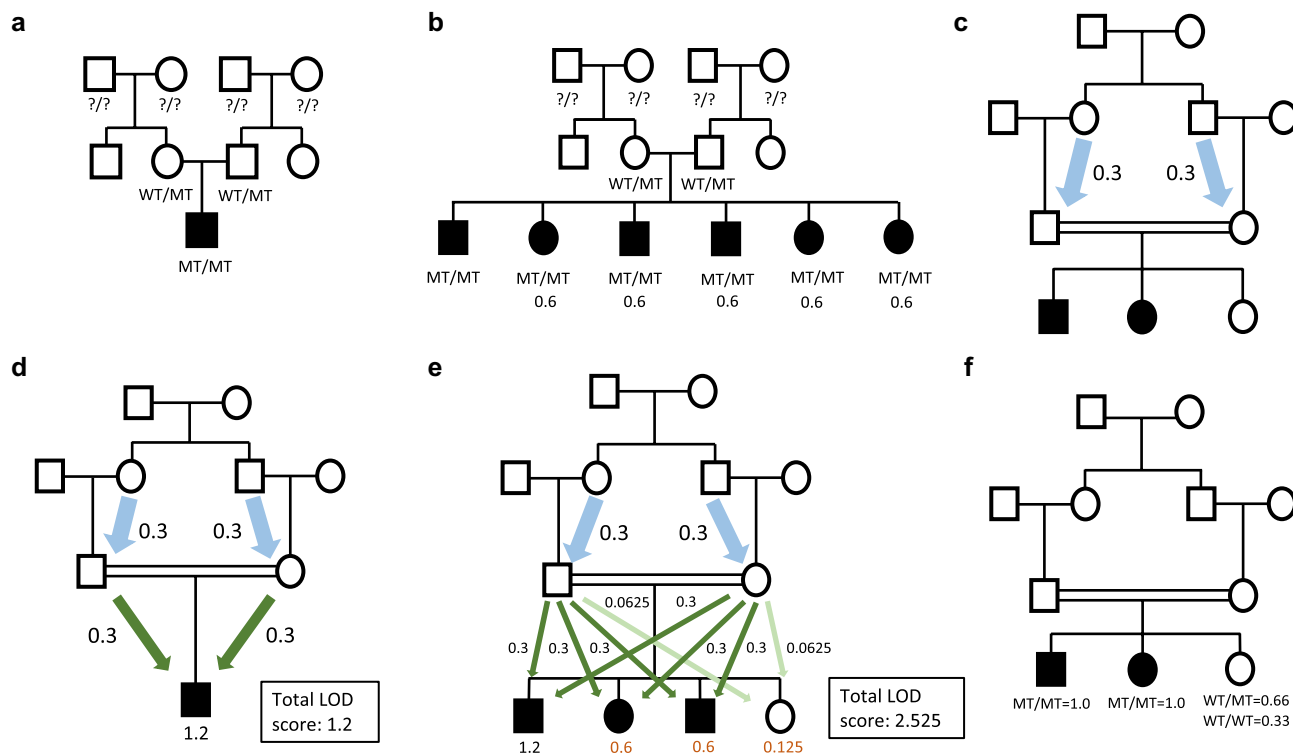 a
?/? ?/? ?/? ?/?
WT/MT WT/MT
MT/MT
b
?/? ?/? ?/? ?/?
WT/MT WT/MT
MT/MT MT/MT MT/MT MT/MT MT/MT MT/MT
0.6 0.6 0.6 0.6 0.6
c
0.3 0.3
d
0.3 0.3
0.3 0.3
1.2
Total LOD
score: 1.2
e
0.3 0.3
0.0625 0.3
0.3 0.3 0.3 0.3 0.3 0.0625
1.2 0.6 0.6 0.125
Total LOD
score: 2.525
f
MT/MT=1.0 MT/MT=1.0 WT/MT=0.66
WT/WT=0.33